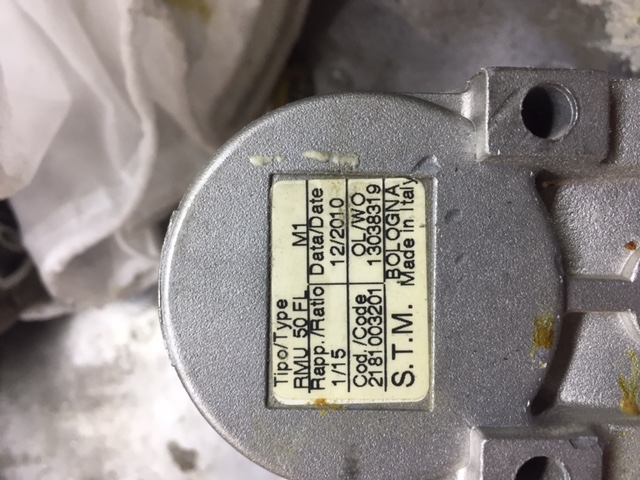 Tipo/Type
RMU 50 FL M1
Rapp./Ratio Data/Date
1/15 12/2010
Cod./Code OL/WO
2181003201 13038319
S.T.M. BOLOGNA
Made in Italy